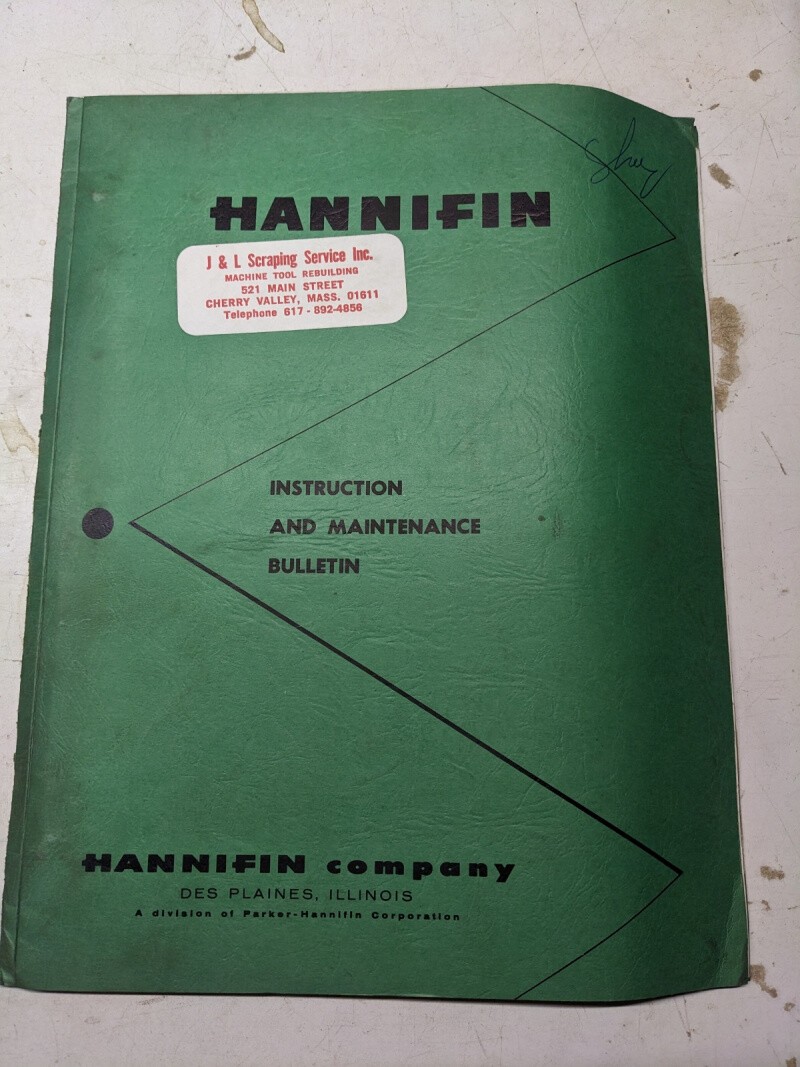 HANNIFIN
J & L Scraping Service Inc.
MACHINE TOOL REBUILDING
521 MAIN STREET
CHERRY VALLEY, MASS. 01611
Telephone 617 - 892-4856
INSTRUCTION
AND MAINTENANCE
BULLETIN
HANNIFIN company
DES PLAINES, ILLINOIS
A division of Parker-Hannifin Corporation